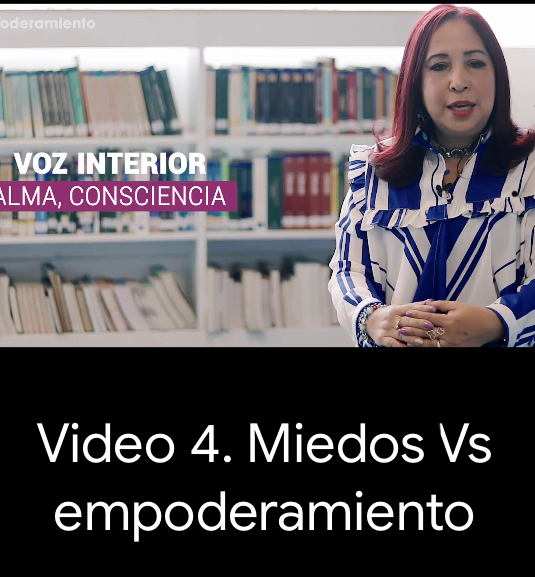 oderamiento
VOZ INTERIOR
ALMA, CONSCIENCIA
Video 4. Miedos Vs
empoderamiento